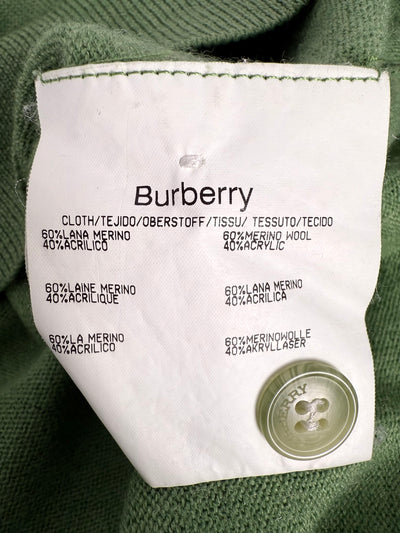 Burberry
CLOTH/TEJIDO/OBERSTOFF/TISSU/ TESSUTO/TECIDO
60%LANA MERINO
40%ACRILICO
60%MERINO WOOL
40%ACRYLIC
60%LAINE MERINO
40%ACRILIQUE
60%LANA MERINO
40%ACRILICA
60%LA MERINO
40%ACRILICO
60%MERINOWOLLE
40%AKRYLLASER
ERRY